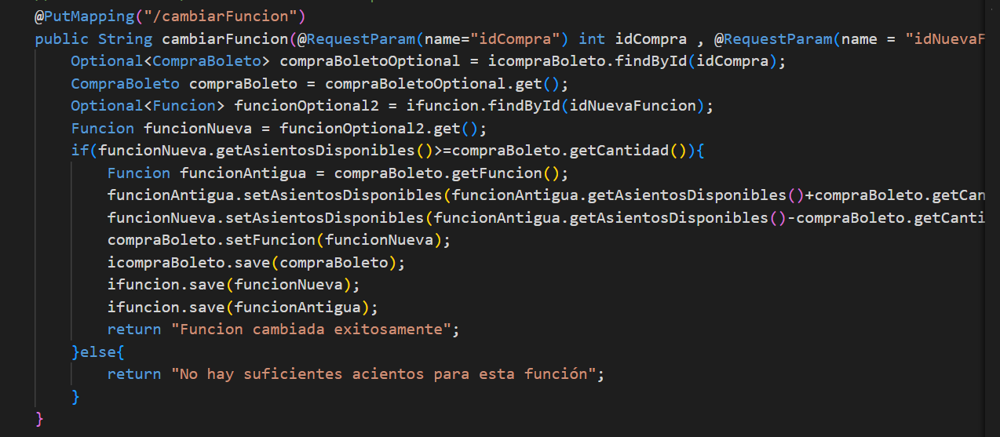 @PutMapping("/cambiarFuncion")
public String cambiarFuncion(@RequestParam(name="idCompra") int idCompra , @RequestParam(name = "idNuevaF
Optional<CompraBoleto> compraBoletoOptional = icompraBoleto.findById(idCompra);
CompraBoleto compraBoleto = compraBoletoOptional.get();
Optional<Funcion> funcionOptional2 = ifuncion.findById(idNuevaFuncion);
Funcion funcionNueva = funcionOptional2.get();
if(funcionNueva.getAsientosDisponibles()>=compraBoleto.getCantidad()){
Funcion funcionAntigua = compraBoleto.getFuncion();
funcionAntigua.setAsientosDisponibles(funcionAntigua.getAsientosDisponibles()+compraBoleto.getCan
funcionNueva.setAsientosDisponibles(funcionAntigua.getAsientosDisponibles()-compraBoleto.getCanti
compraBoleto.setFuncion(funcionNueva);
icompraBoleto.save(compraBoleto);
ifuncion.save(funcionNueva);
ifuncion.save(funcionAntigua);
return "Funcion cambiada exitosamente";
}else{
return "No hay suficientes acientos para esta función";
}
}